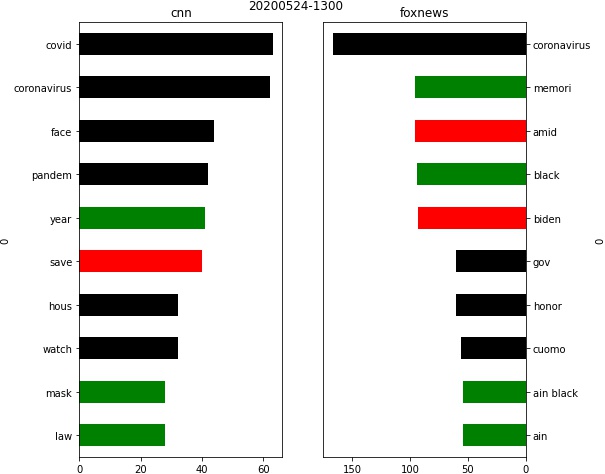 20200524-1300
cnn
foxnews
covid
coronavirus
face
pandem
year
save
hous
watch
mask
law
0 20 40 60
0
coronavirus
memori
amid
black
biden
gov
honor
cuomo
ain black
ain
150 100 50 0
0